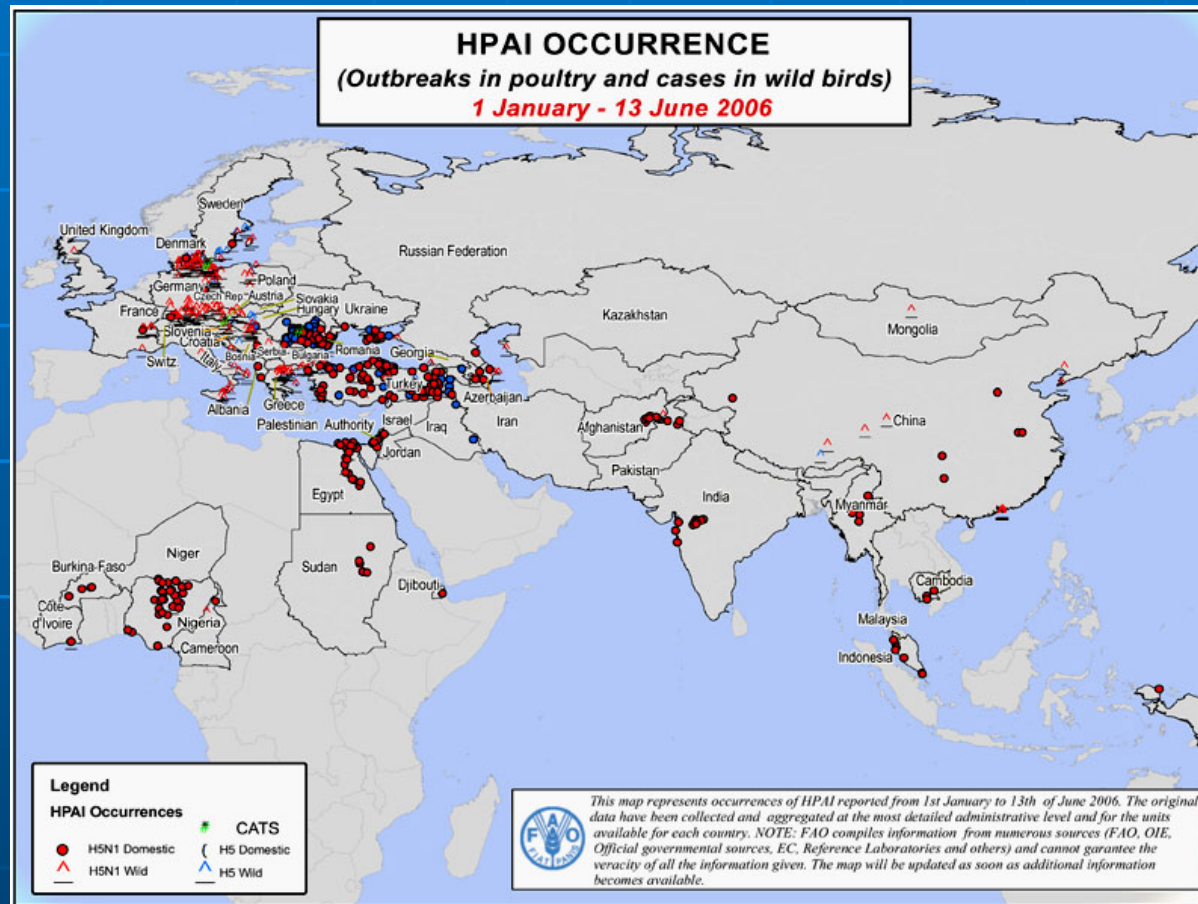 HPAI OCCURRENCE
(Outbreaks in poultry and cases in wild birds)
1 January - 13 June 2006
Sweden
United Kingdom
Denmark
Russian Federation
Germany
Poland
Czech Rep
Austria
Slovakia
France
Hungary
Ukraine
Kazakhstan
Slovenia
Mongolia
Croatia
Bosnia
Serbia
Bulgaria
Romania
Georgia
Switz.
Italy
Turkey
Azerbaijan
Albania
Greece
Palestinian Authority
Israel
Iraq
Iran
Afghanistan
China
Jordan
Pakistan
Egypt
India
Myanmar
Niger
Burkina Faso
Sudan
Djibouti
Cambodia
Côte
d'Ivoire
Nigeria
Malaysia
Cameroon
Indonesia
Legend
HPAI Occurrences
CATS
H5N1 Domestic
H5 Domestic
H5N1 Wild
H5 Wild
FAO
FIAT PANIS
This map represents occurrences of HPAI reported from 1st January to 13th of June 2006. The original
data have been collected and aggregated at the most detailed administrative level and for the units
available for each country. NOTE: FAO compiles information from numerous sources (FAO, OIE,
Official governmental sources, EC, Reference Laboratories and others) and cannot garantee the
veracity of all the information given. The map will be updated as soon as additional information
becomes available.